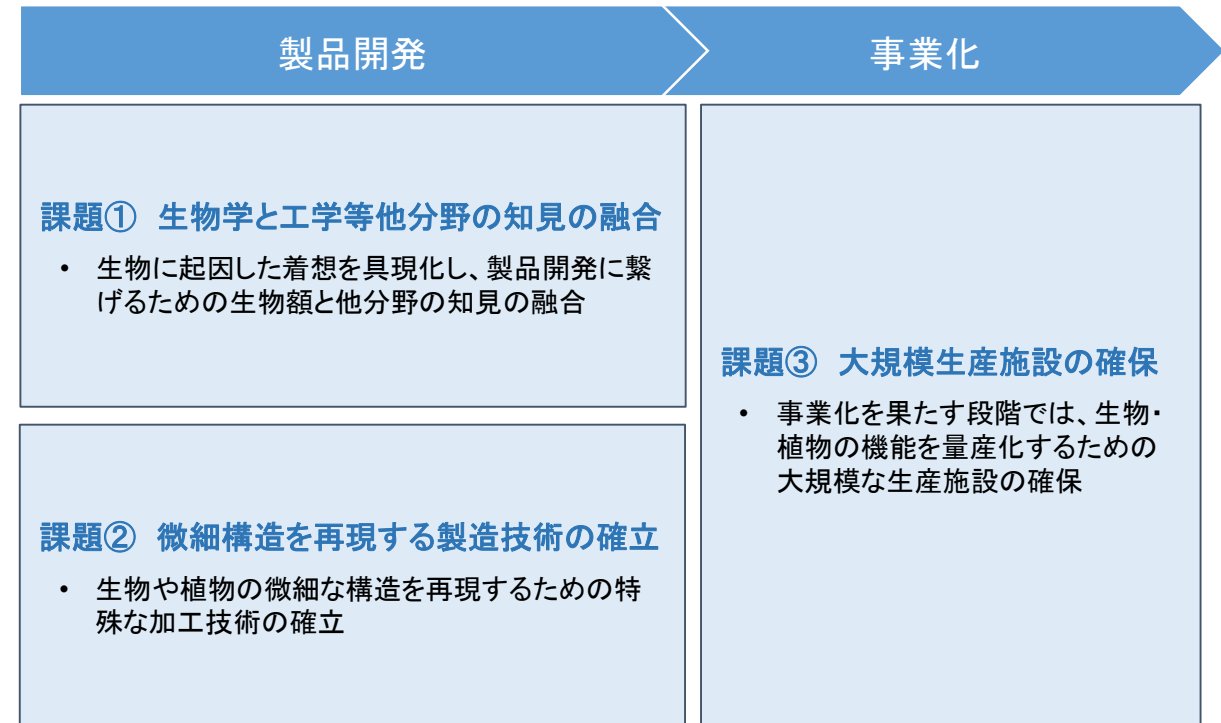 製品開発
事業化
課題① 生物学と工学等他分野の知見の融合
• 生物に起因した着想を具現化し、製品開発に繋
げるための生物額と他分野の知見の融合
課題② 微細構造を再現する製造技術の確立
• 生物や植物の微細な構造を再現するための特
殊な加工技術の確立
課題③ 大規模生産施設の確保
• 事業化を果たす段階では、生物・
植物の機能を量産化するための
大規模な生産施設の確保